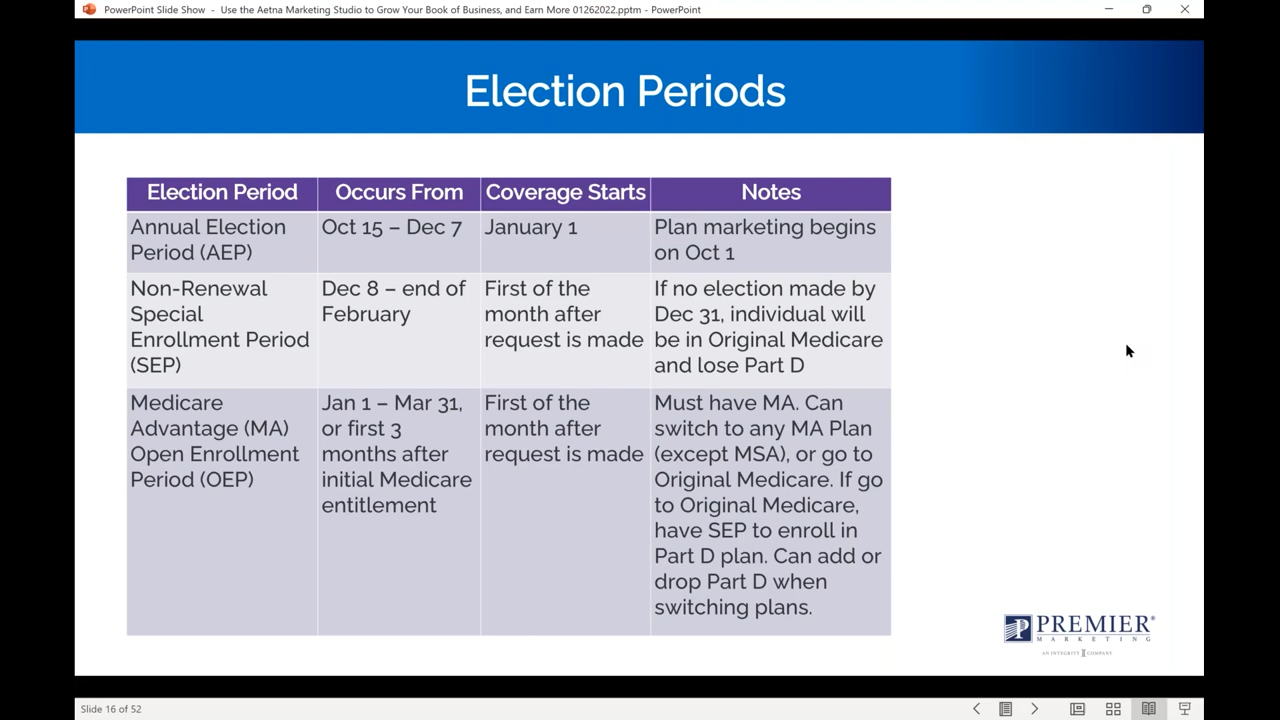 PowerPoint Slide Show - Use the Aetna Marketing Studio to Grow Your Book of Business, and Earn More 01262022.pptm - PowerPoint
Election Periods
Election Period
Occurs From
Coverage Starts
Notes
Annual Election
Period (AEP)
Oct 15 – Dec 7
January 1
Plan marketing begins
on Oct 1
Non-Renewal
Special
Enrollment Period
(SEP)
Dec 8 – end of
February
First of the
month after
request is made
If no election made by
Dec 31, individual will
be in Original Medicare
and lose Part D
Medicare
Advantage (MA)
Open Enrollment
Period (OEP)
Jan 1 – Mar 31,
or first 3
months after
initial Medicare
entitlement
First of the
month after
request is made
Must have MA. Can
switch to any MA Plan
(except MSA), or go to
Original Medicare. If go
to Original Medicare,
have SEP to enroll in
Part D plan. Can add or
drop Part D when
switching plans.
PREMIER®
MARKETING
AN INTEGRITY COMPANY
Slide 16 of 52